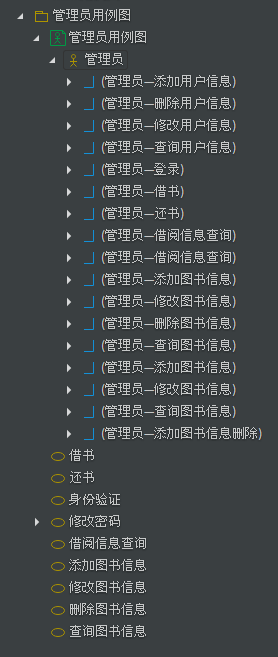 管理员用例图
管理员用例图
管理员
(管理员—添加用户信息)
(管理员—删除用户信息)
(管理员—修改用户信息)
(管理员—查询用户信息)
(管理员—登录)
(管理员—借书)
(管理员—还书)
(管理员—借阅信息查询)
(管理员—借阅信息查询)
(管理员—添加图书信息)
(管理员—修改图书信息)
(管理员—删除图书信息)
(管理员—查询图书信息)
(管理员—添加图书信息)
(管理员—修改图书信息)
(管理员—查询图书信息)
(管理员—添加图书信息删除)
借书
还书
身份验证
修改密码
借阅信息查询
添加图书信息
修改图书信息
删除图书信息
查询图书信息